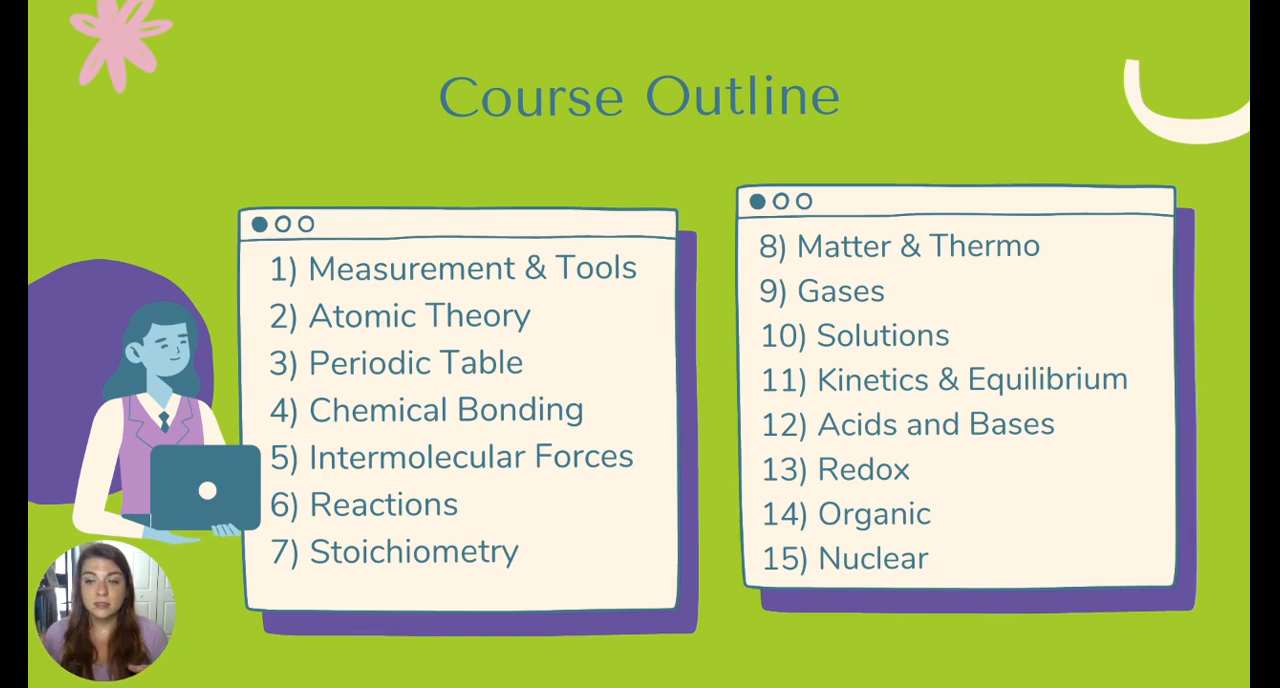 Course Outline
1) Measurement & Tools
2) Atomic Theory
3) Periodic Table
4) Chemical Bonding
5) Intermolecular Forces
6) Reactions
7) Stoichiometry
8) Matter & Thermo
9) Gases
10) Solutions
11) Kinetics & Equilibrium
12) Acids and Bases
13) Redox
14) Organic
15) Nuclear